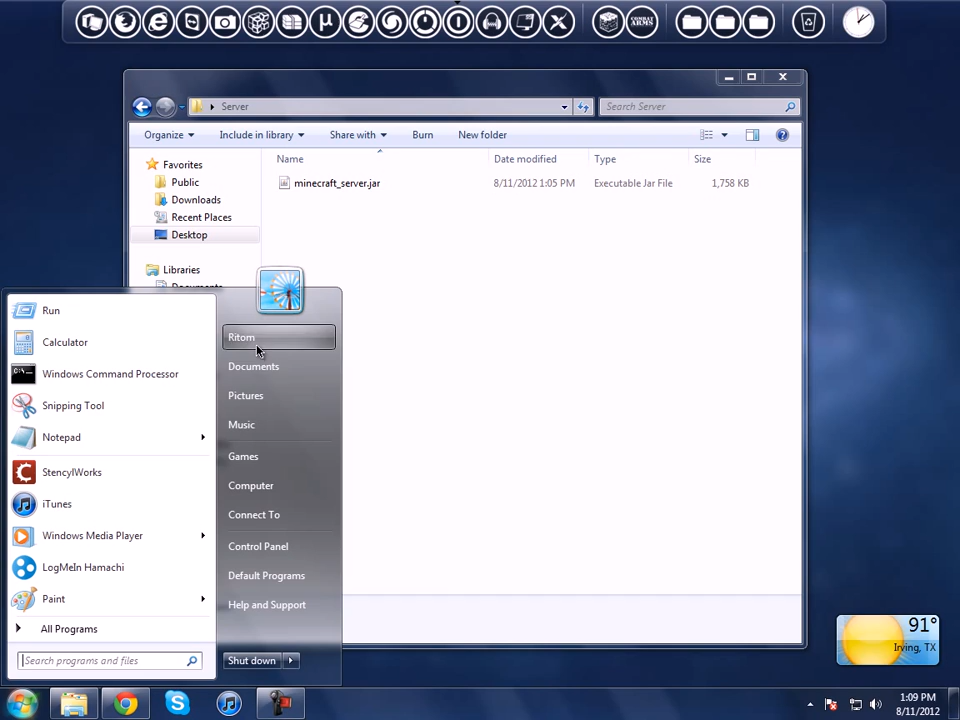 COMBAT ARMS
Server
Search Server
Organize
Include in library
Share with
Burn
New folder
Name
Date modified
Type
Size
Favorites
minecraft_server.jar
8/11/2012 1:05 PM
Executable Jar File
1,758 KB
Public
Downloads
Recent Places
Desktop
Libraries
Run
Calculator
Windows Command Processor
Snipping Tool
Notepad
StencylWorks
iTunes
Windows Media Player
LogMeIn Hamachi
Paint
All Programs
Search programs and files
Ritom
Documents
Pictures
Music
Games
Computer
Connect To
Control Panel
Default Programs
Help and Support
Shut down
91°
Irving, TX
1:09 PM
8/11/2012